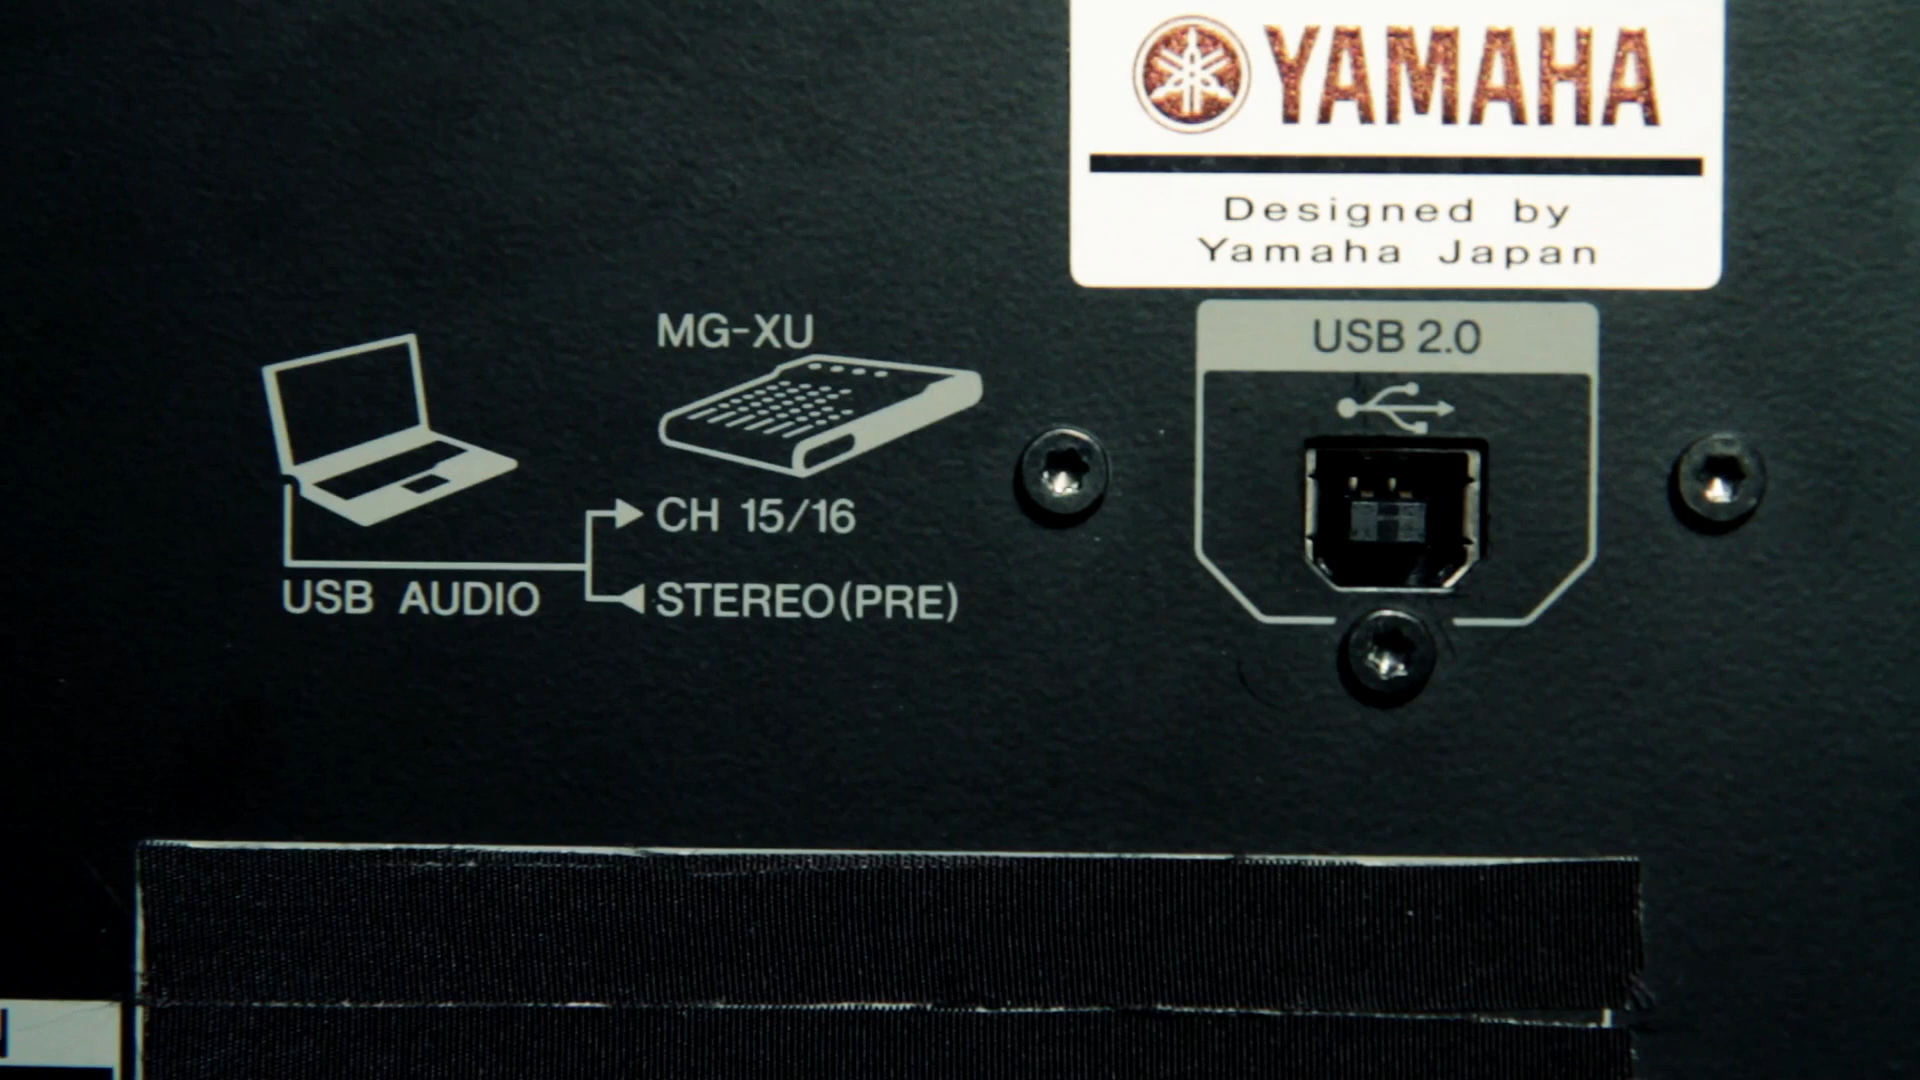 YAMAHA
Designed by
Yamaha Japan
MG-XU
USB 2.0
CH 15/16
USB AUDIO
STEREO(PRE)